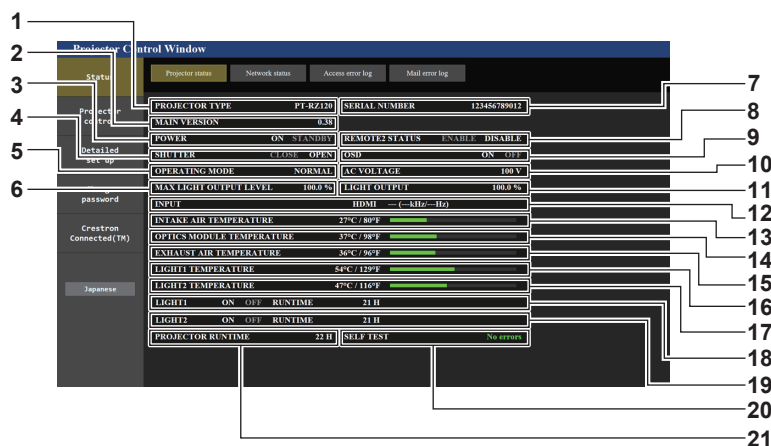 1
2
3
4
5
6
Projector Control Window
Status
Projector control
Detailed set up
password
Crestron Connected(TM)
Japanese
Projector status Network status Access error log Mail error log
PROJECTOR TYPE PT-RZ120 SERIAL NUMBER 123456789012
MAIN VERSION 0.38
POWER ON STANDBY REMOTE2 STATUS ENABLE DISABLE
SHUTTER CLOSE OPEN OSD ON OFF
OPERATING MODE NORMAL AC VOLTAGE 100 V
MAX LIGHT OUTPUT LEVEL 100.0 % LIGHT OUTPUT 100.0 %
INPUT HDMI --- (---kHz/---Hz)
INTAKE AIR TEMPERATURE 27°C / 80°F
OPTICS MODULE TEMPERATURE 37°C / 98°F
EXHAUST AIR TEMPERATURE 36°C / 96°F
LIGHT1 TEMPERATURE 54°C / 129°F
LIGHT2 TEMPERATURE 47°C / 116°F
LIGHT1 ON OFF RUNTIME 21 H
LIGHT2 ON OFF RUNTIME 21 H
PROJECTOR RUNTIME 22 H SELF TEST No errors
7
8
9
10
11
12
13
14
15
16
17
18
19
20
21